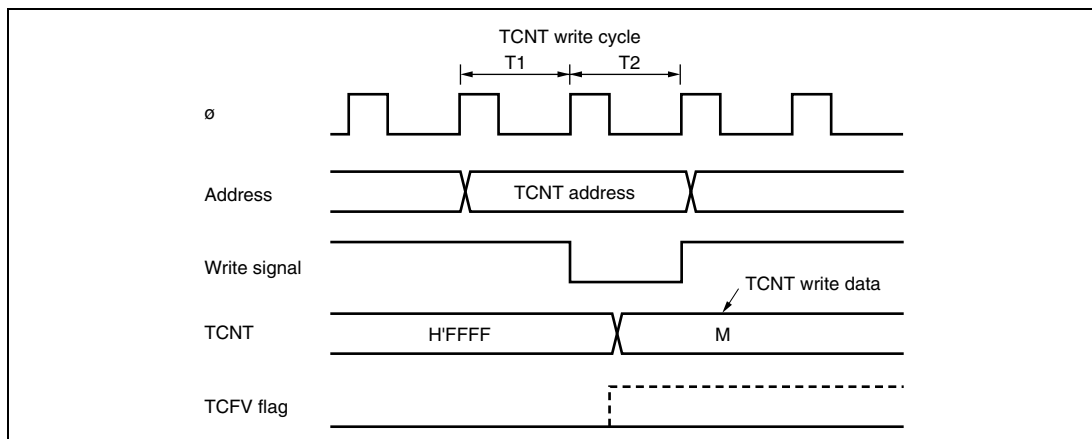 TCNT write cycle
T1 T2
ø
Address TCNT address
Write signal
TCNT write data
TCNT H'FFFF M
TCFV flag